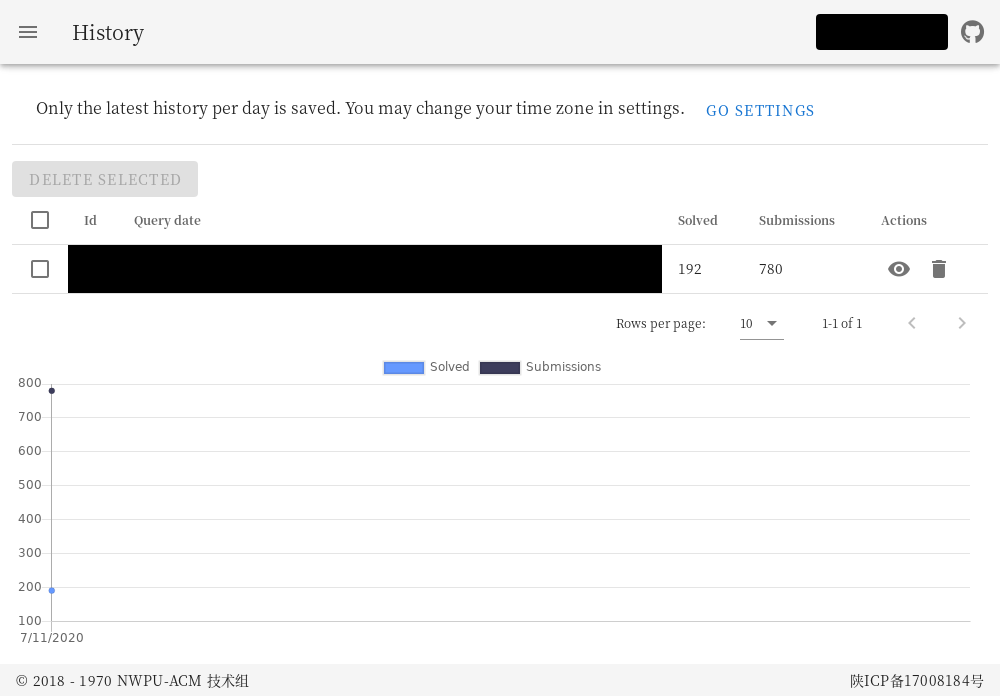 History
Only the latest history per day is saved. You may change your time zone in settings. GO SETTINGS
DELETE SELECTED
Id Query date Solved Submissions Actions
192 780
Rows per page: 10 1-1 of 1
Solved Submissions
800
700
600
500
400
300
200
100
7/11/2020
© 2018 - 1970 NWPU-ACM 技术组 陕ICP备17008184号